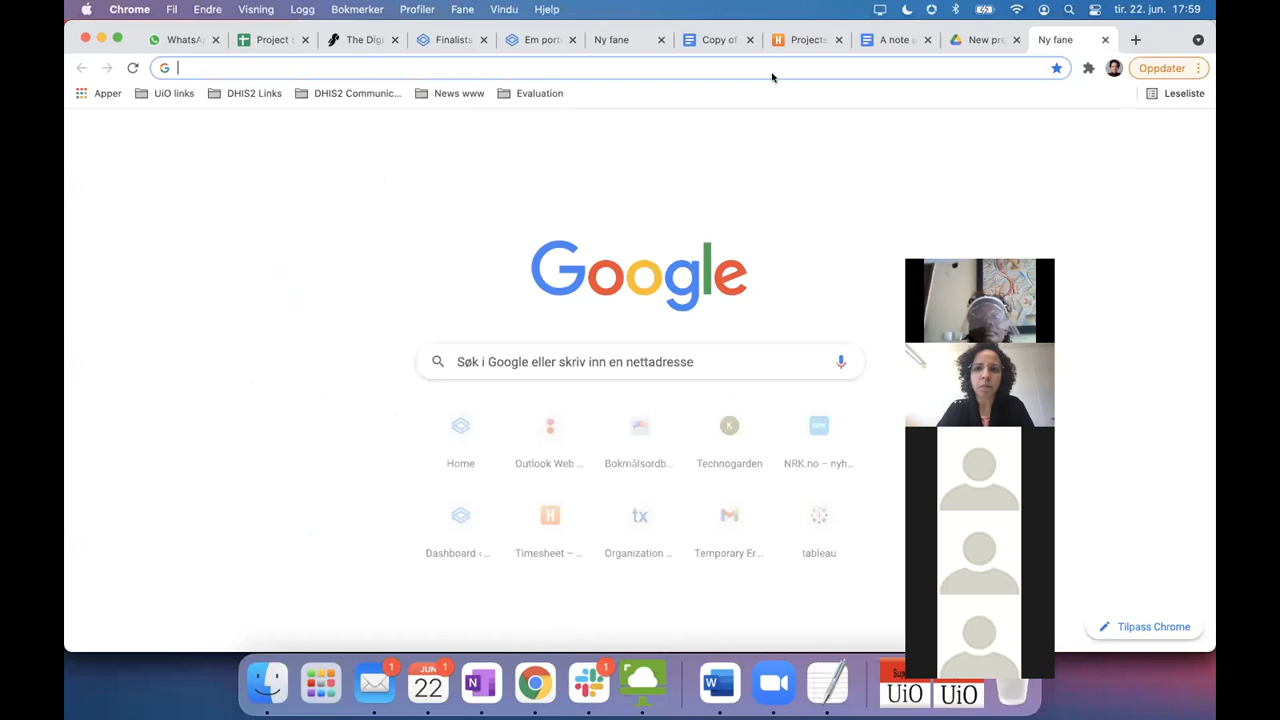 Chrome Fil Endre Visning Logg Bokmerker Profiler Fane Vindu Hjelp tir. 22. jun. 17:59
WhatsA Project The Dig Finalists Em port Ny fane Copy of Projects A note New pre Ny fane
Oppdater
Apper UiO links DHIS2 Links DHIS2 Communic... News www Evaluation Leseliste
Google
Søk i Google eller skriv inn en nettadresse
Home Outlook Web ... Bokmålsordb... Technogarden NRK.no – nyh...
Dashboard ‹ ... Timesheet – ... Organization ... Temporary Er... tableau
Tilpass Chrome
JUN
22
UiO UiO